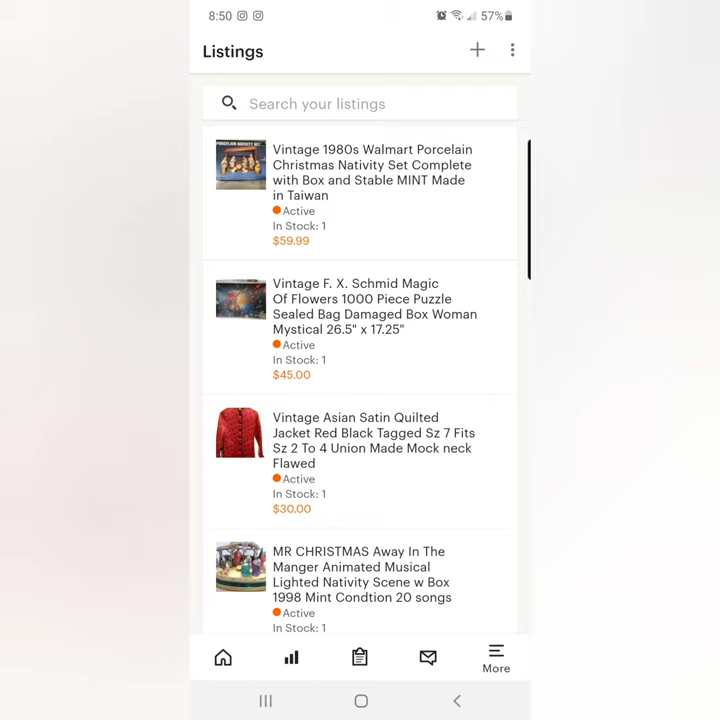 8:50
57%
Listings
Search your listings
PORCELAIN NATIVITY SET
Vintage 1980s Walmart Porcelain
Christmas Nativity Set Complete
with Box and Stable MINT Made
in Taiwan
Active
In Stock: 1
$59.99
Vintage F. X. Schmid Magic
Of Flowers 1000 Piece Puzzle
Sealed Bag Damaged Box Woman
Mystical 26.5" x 17.25"
Active
In Stock: 1
$45.00
Vintage Asian Satin Quilted
Jacket Red Black Tagged Sz 7 Fits
Sz 2 To 4 Union Made Mock neck
Flawed
Active
In Stock: 1
$30.00
MR CHRISTMAS Away In The
Manger Animated Musical
Lighted Nativity Scene w Box
1998 Mint Condtion 20 songs
Active
In Stock: 1
More